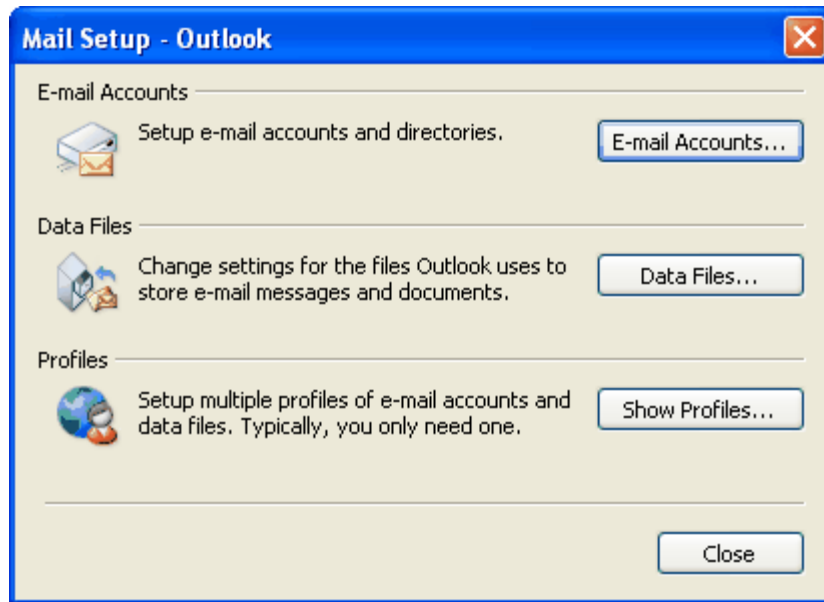 Mail Setup - Outlook
E-mail Accounts
Setup e-mail accounts and directories.
E-mail Accounts...
Data Files
Change settings for the files Outlook uses to
store e-mail messages and documents.
Data Files...
Profiles
Setup multiple profiles of e-mail accounts and
data files. Typically, you only need one.
Show Profiles...
Close